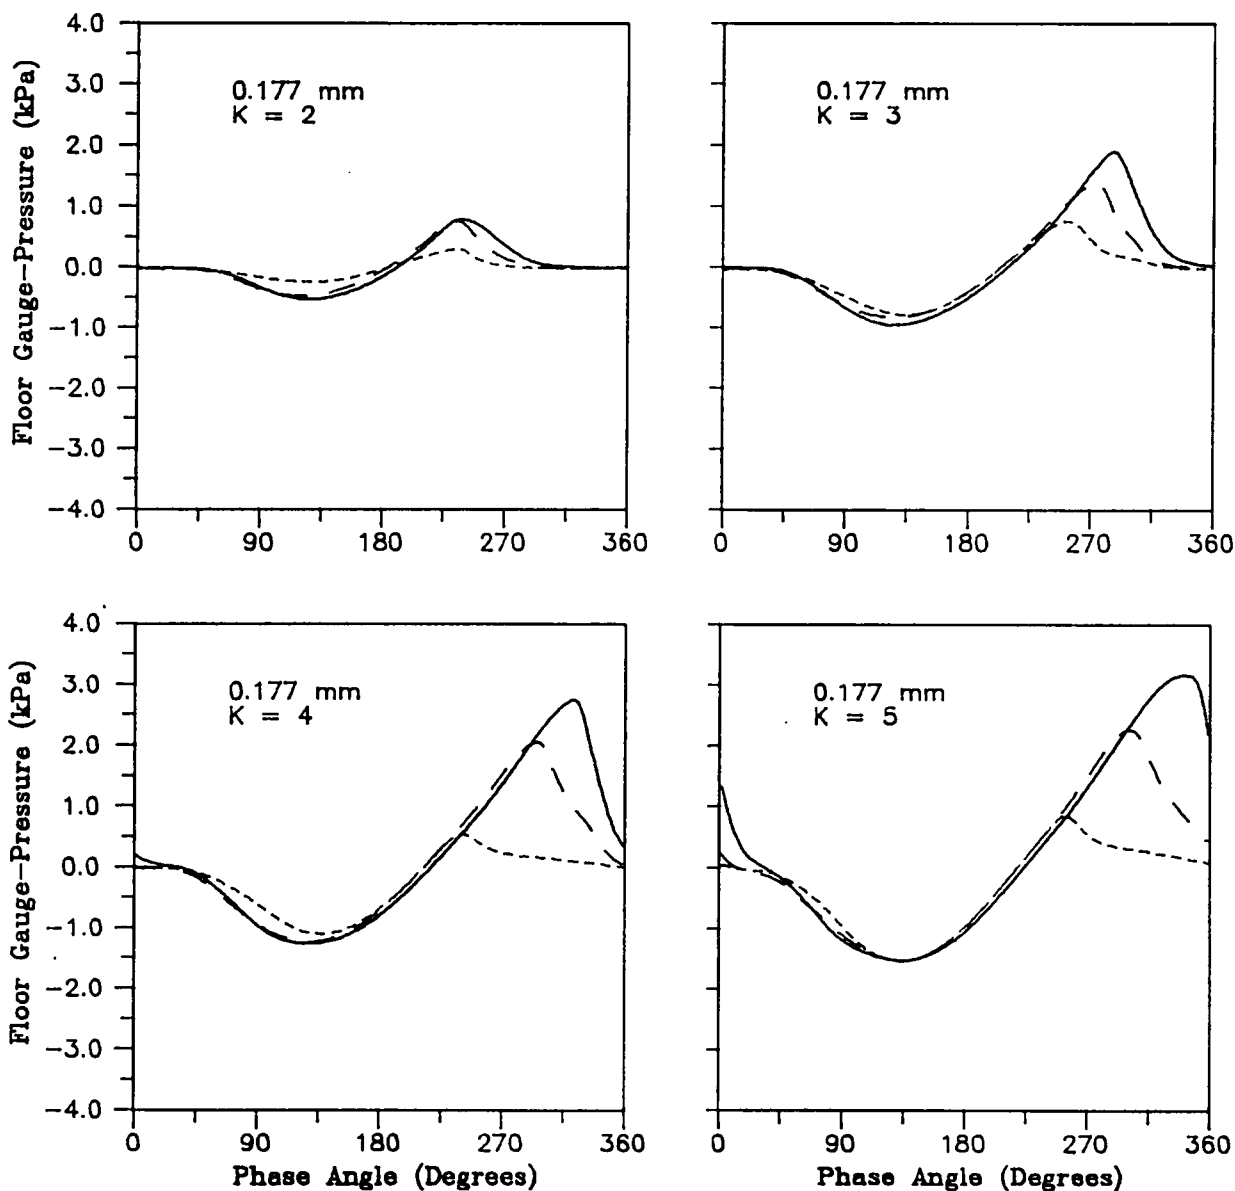 4.0
3.0
2.0
1.0
0.0
−1.0
−2.0
−3.0
−4.0
Floor Gauge−Pressure (kPa)
0.177 mm
K = 2
0 90 180 270 360
0.177 mm
K = 3
0 90 180 270 360
4.0
3.0
2.0
1.0
0.0
−1.0
−2.0
−3.0
−4.0
Floor Gauge−Pressure (kPa)
0.177 mm
K = 4
0 90 180 270 360
Phase Angle (Degrees)
0.177 mm
K = 5
0 90 180 270 360
Phase Angle (Degrees)